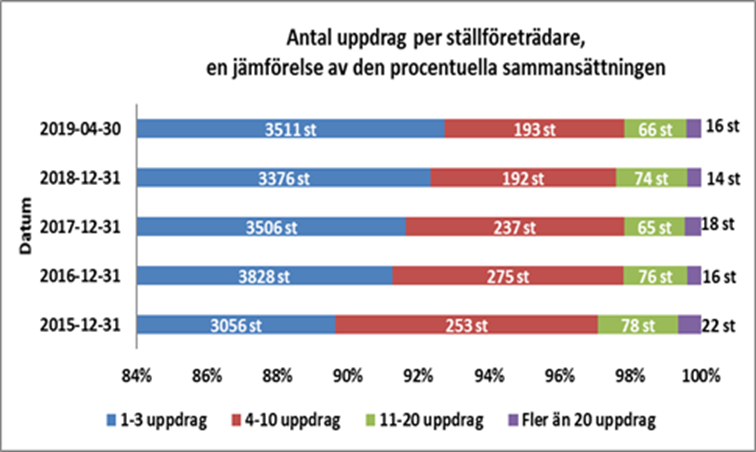 Antal uppdrag per ställföreträdare,
en jämförelse av den procentuella sammansättningen
Datum
2019-04-30 3511 st 193 st 66 st 16 st
2018-12-31 3376 st 192 st 74 st 14 st
2017-12-31 3506 st 237 st 65 st 18 st
2016-12-31 3828 st 275 st 76 st 16 st
2015-12-31 3056 st 253 st 78 st 22 st
84% 86% 88% 90% 92% 94% 96% 98% 100%
1-3 uppdrag 4-10 uppdrag 11-20 uppdrag Fler än 20 uppdrag